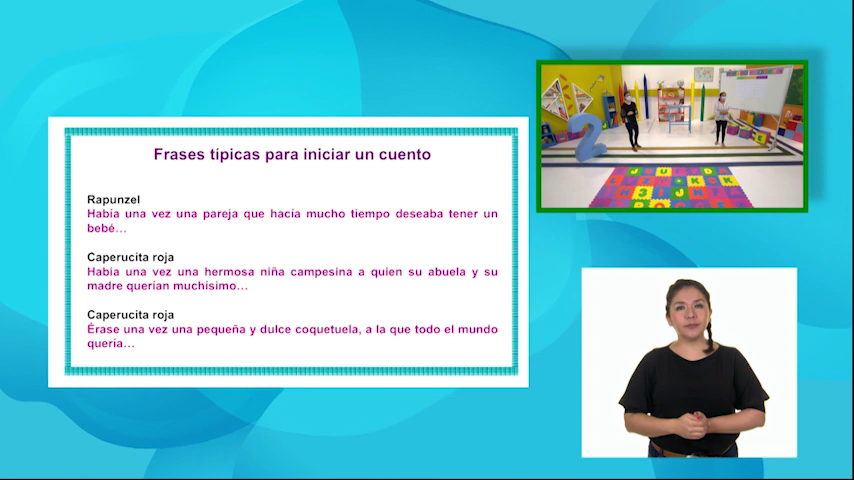 Frases típicas para iniciar un cuento
Rapunzel
Había una vez una pareja que hacía mucho tiempo deseaba tener un
bebé…
Caperucita roja
Había una vez una hermosa niña campesina a quien su abuela y su
madre querían muchísimo…
Caperucita roja
Érase una vez una pequeña y dulce coquetuela, a la que todo el mundo
quería…
2